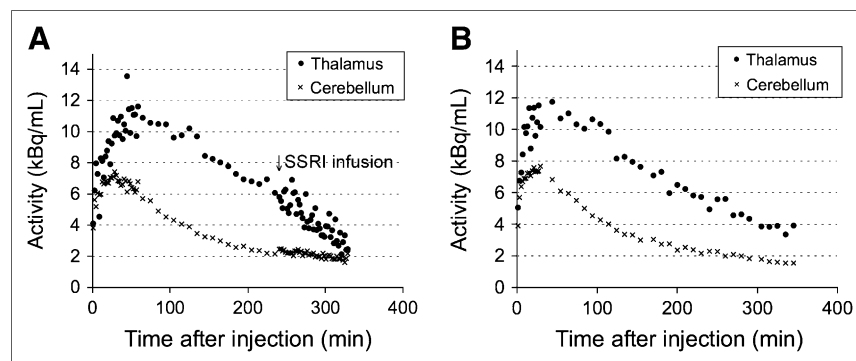 A
Activity (kBq/mL)
14
12
10
8
6
4
2
0
0
100
200
300
400
Time after injection (min)
Thalamus
Cerebellum
↓SSRI infusion
B
Activity (kBq/mL)
14
12
10
8
6
4
2
0
0
100
200
300
400
Time after injection (min)
Thalamus
Cerebellum